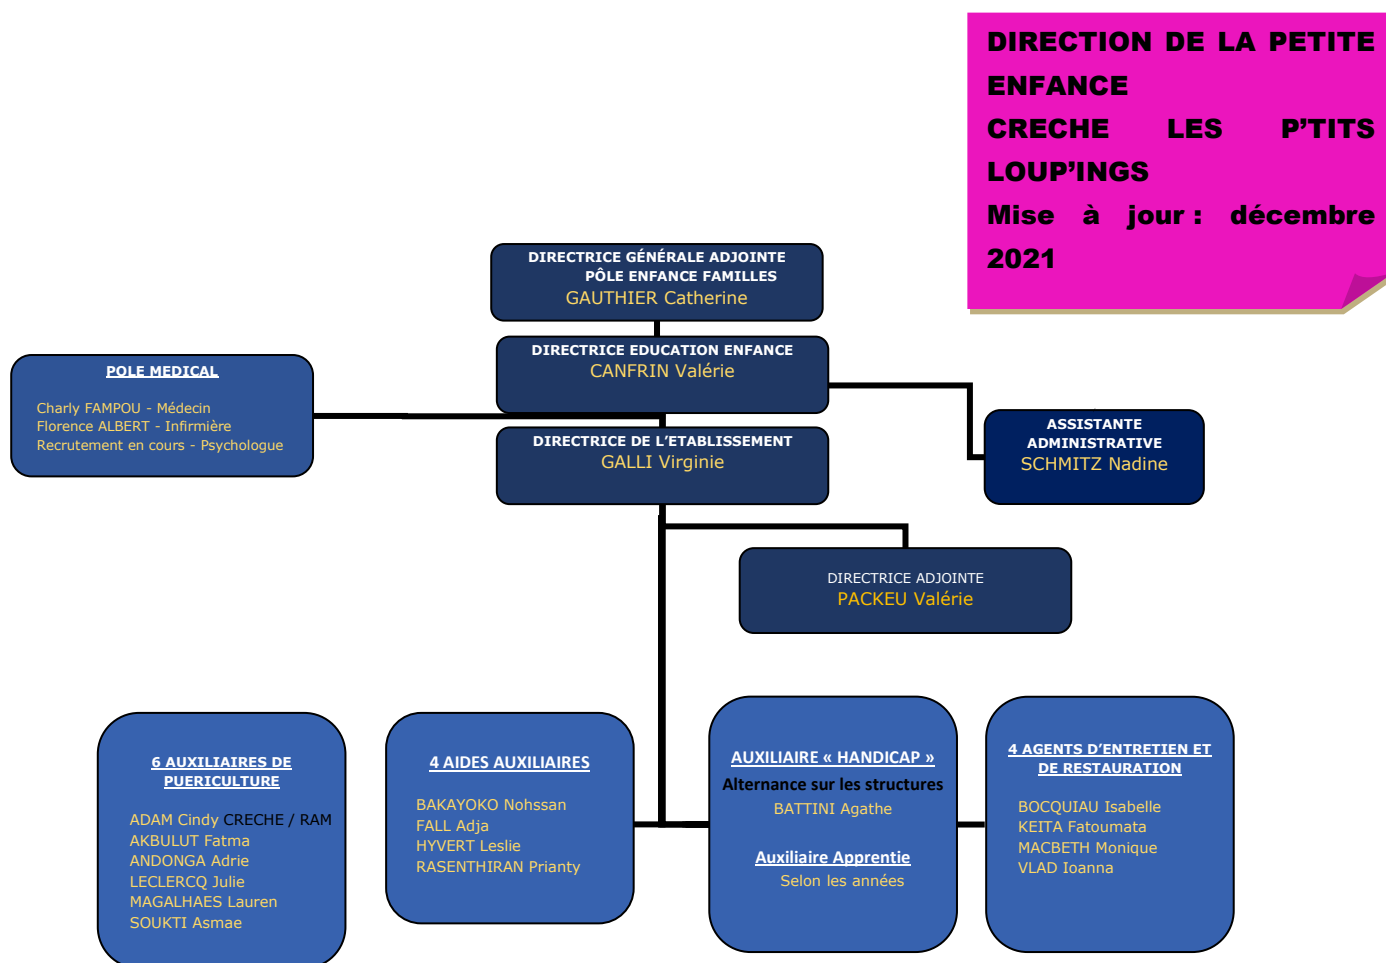 DIRECTION DE LA PETITE
ENFANCE
CRECHE LES P’TITS
LOUP’INGS
Mise à jour : décembre
2021
DIRECTRICE GÉNÉRALE ADJOINTE
PÔLE ENFANCE FAMILLES
GAUTHIER Catherine
DIRECTRICE EDUCATION ENFANCE
CANFRIN Valérie
POLE MEDICAL
Charly FAMPOU - Médecin
Florence ALBERT - Infirmière
Recrutement en cours - Psychologue
DIRECTRICE DE L’ETABLISSEMENT
GALLI Virginie
ASSISTANTE
ADMINISTRATIVE
SCHMITZ Nadine
DIRECTRICE ADJOINTE
PACKEU Valérie
6 AUXILIAIRES DE
PUERICULTURE
ADAM Cindy CRECHE / RAM
AKBULUT Fatma
ANDONGA Adrie
LECLERCQ Julie
MAGALHAES Lauren
SOUKTI Asmae
4 AIDES AUXILIAIRES
BAKAYOKO Nohssan
FALL Adja
HYVERT Leslie
RASENTHIRAN Prianty
AUXILIAIRE « HANDICAP »
Alternance sur les structures
BATTINI Agathe
Auxiliaire Apprentie
Selon les années
4 AGENTS D’ENTRETIEN ET
DE RESTAURATION
BOCQUIAU Isabelle
KEITA Fatoumata
MACBETH Monique
VLAD Ioanna